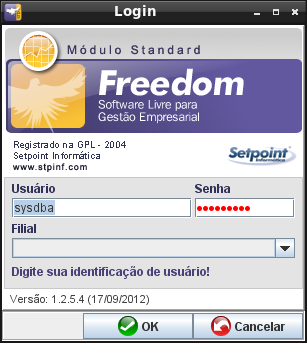 Login
Módulo Standard
Freedom
Software Livre para
Gestão Empresarial
Registrado na GPL - 2004
Setpoint Informática
www.stpinf.com
Setpoint
Informática
Usuário
Senha
sysdba
Filial
Digite sua identificação de usuário!
Versão: 1.2.5.4 (17/09/2012)
OK
Cancelar